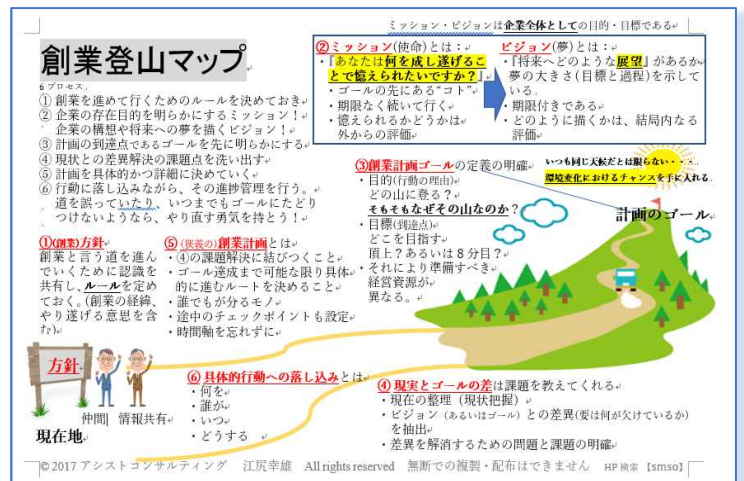 ミッション・ビジョンは企業全体としての目的・目標である
創業登山マップ
6プロセス
① 創業を進めて行くためのルールを決めておき
② 企業の存在目的を明らかにするミッション！
企業の構想や将来への夢を描くビジョン！
③ 計画の到達点であるゴールを先に明らかにする
④ 現状との差異解決の課題点を洗い出す
⑤ 計画を具体的かつ詳細に決めていく
⑥ 行動に落し込みながら、その進捗管理を行う。
道を誤っていたり、いつまでもゴールにたどり
つけないようなら、やり直す勇気を持とう！
②ミッション(使命)とは：
・『あなたは何を成し遂げるこ
とで憶えられたいですか？』
・ゴールの先にある“コト”
・期限なく続いて行く
・憶えられるかどうかは
外からの評価
ビジョン(夢)とは：
・『将来へどのような展望』があるか
夢の大きさ(目標と過程)を示して
いる。
・期限付きである
・どのように描くかは、結局内なる
評価
③創業計画ゴールの定義の明確
・目的(行動の理由)
どの山に登る？
そもそもなぜその山なのか？
・目標(到達点)
どこを目指す
頂上？あるいは８分目？
・それにより準備すべき
経営資源が
異なる。
いつも同じ天候だとは限らない・・・
環境変化におけるチャンスを手に入れる
計画のゴール
①(創業)方針
創業と言う道を進ん
でいくために認識を
共有し、ルールを定め
ておく。(創業の経緯、
やり遂げる意思を含
む)
⑤ (狭義の)創業計画とは
・④の課題解決に結びつくこと
・ゴール達成まで可能な限り具体
的に進むルートを決めること
・誰でもが分るモノ
・途中のチェックポイントも設定
・時間軸を忘れずに
方針
仲間 情報共有
現在地
⑥ 具体的行動への落し込みとは
・何を
・誰が
・いつ
・どうする
④ 現実とゴールの差は課題を教えてくれる
・現在の整理（現状把握）
・ビジョン（あるいはゴール）との差異(要は何が欠けているか)
を抽出
・差異を解消するための問題と課題の明確
©2017 アシストコンサルティング 江尻幸雄 All rights reserved 無断での複製・配布はできません HP 検索 【smso】